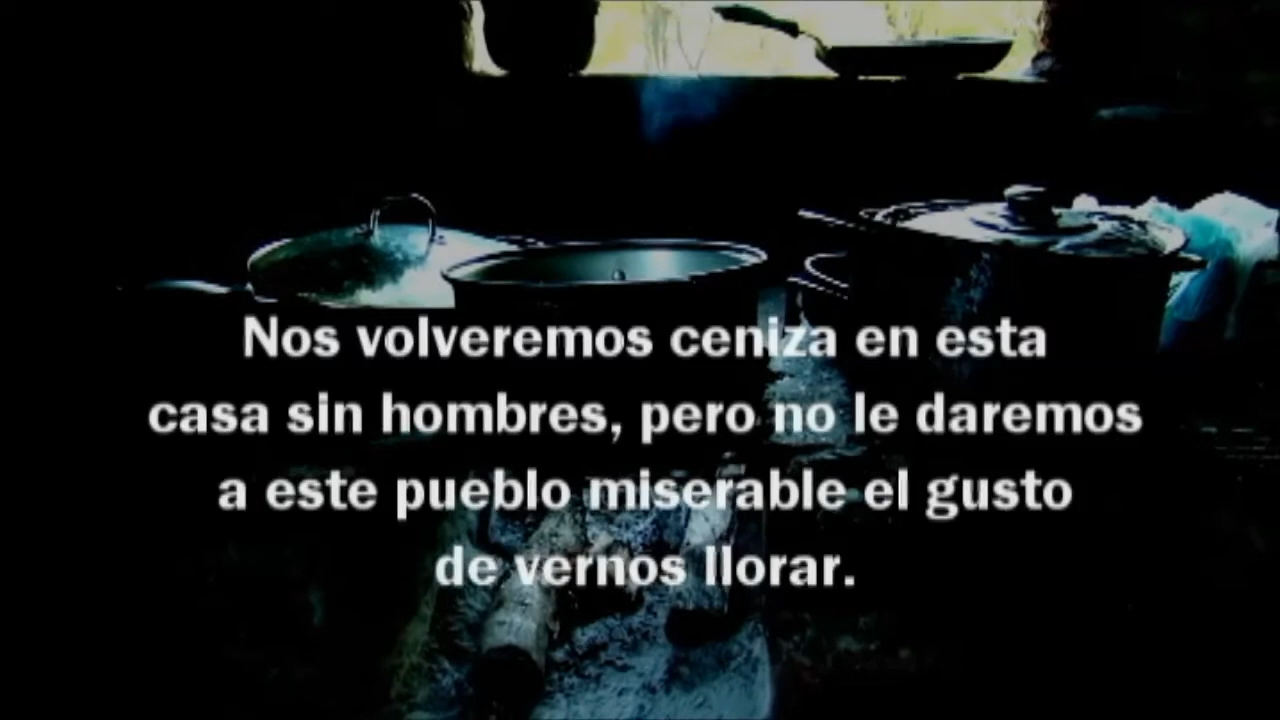 Nos volveremos ceniza en esta
casa sin hombres, pero no le daremos
a este pueblo miserable el gusto
de vernos llorar.